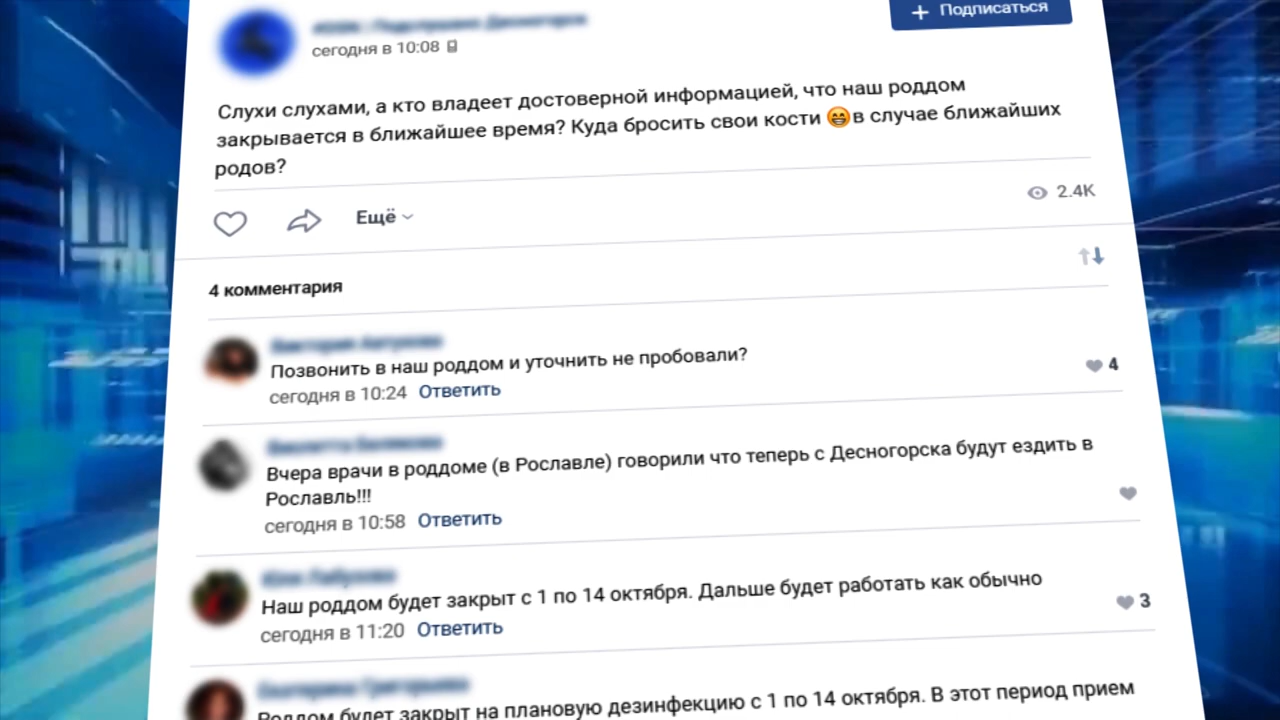 + Подписаться
сегодня в 10:08
Слухи слухами, а кто владеет достоверной информацией, что наш роддом
закрывается в ближайшее время? Куда бросить свои кости 😁в случае ближайших
родов?
Ещё
2.4K
4 комментария
Позвонить в наш роддом и уточнить не пробовали?
сегодня в 10:24 Ответить
4
Вчера врачи в роддоме (в Рославле) говорили что теперь с Десногорска будут ездить в
Рославль!!!
сегодня в 10:58 Ответить
Наш роддом будет закрыт с 1 по 14 октября. Дальше будет работать как обычно
сегодня в 11:20 Ответить
3
Роддом будет закрыт на плановую дезинфекцию с 1 по 14 октября. В этот период прием